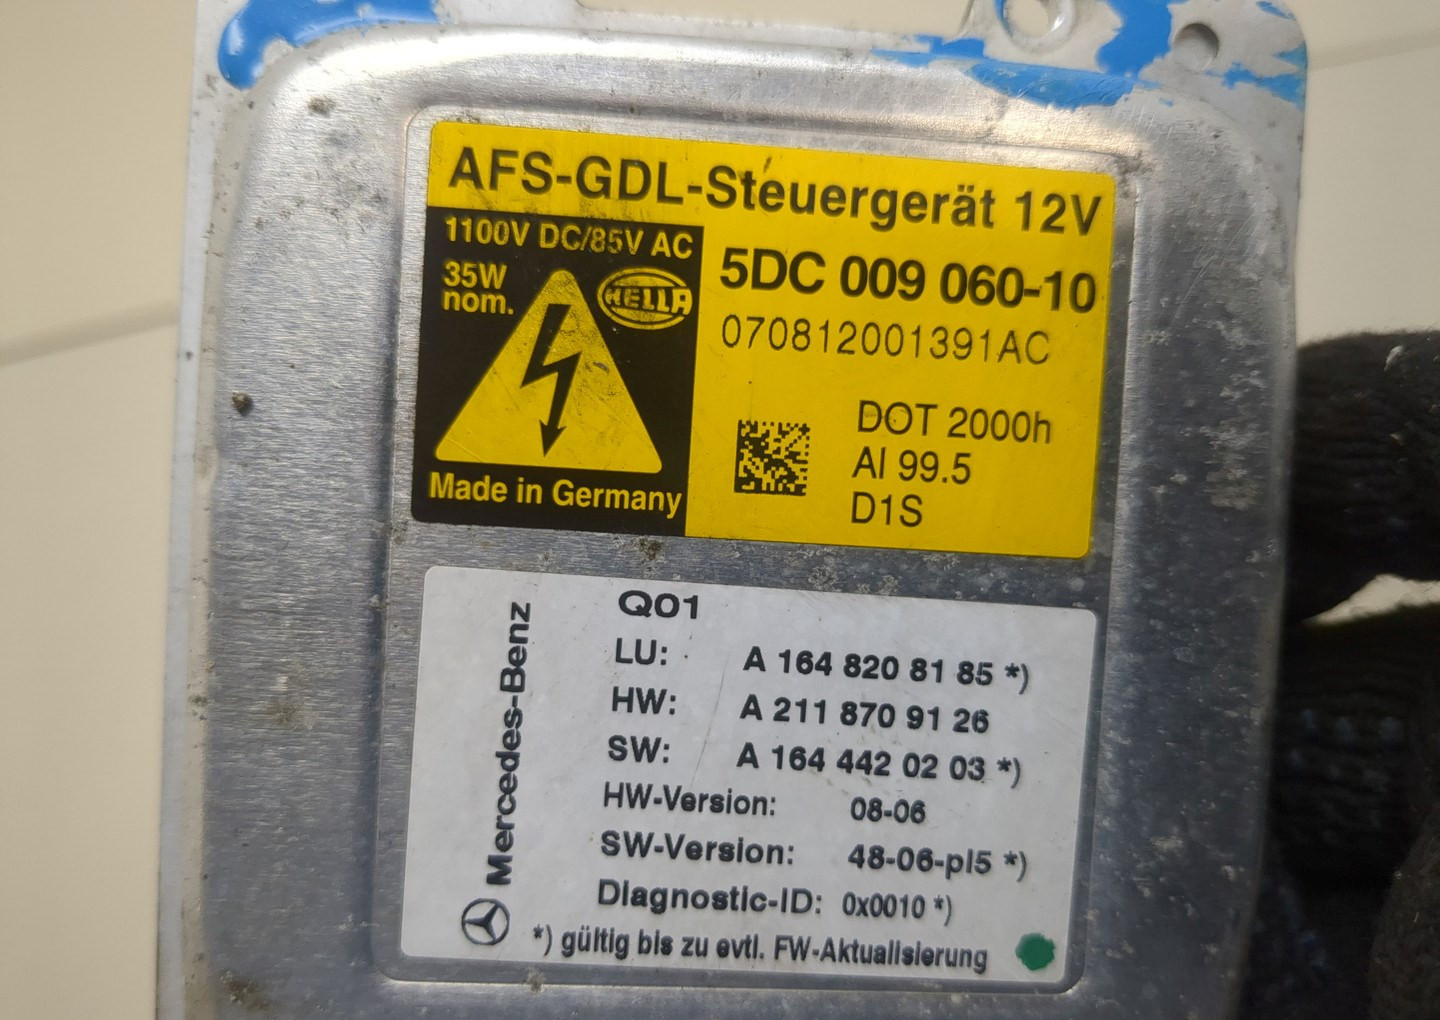 AFS-GDL-Steuergerät 12V
1100V DC/85V AC
35W
nom.
HELLA
Made in Germany
5DC 009 060-10
070812001391AC
DOT 2000h
Al 99.5
D1S
Mercedes-Benz
Q01
LU: A 164 820 81 85 *)
HW: A 211 870 91 26
SW: A 164 442 02 03 *)
HW-Version: 08-06
SW-Version: 48-06-pl5 *)
Diagnostic-ID: 0x0010 *)
*) gültig bis zu evtl. FW-Aktualisierung